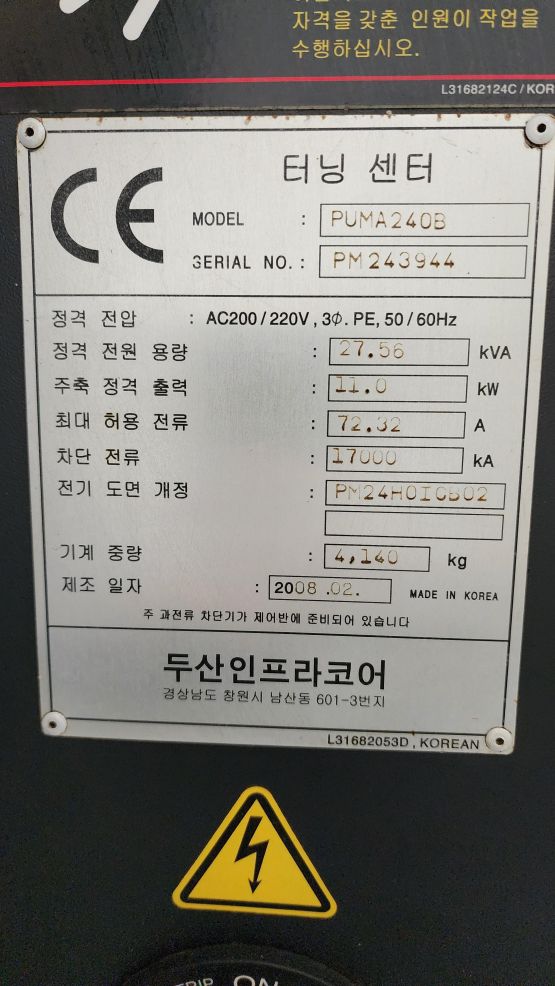 자격을 갖춘 인원이 작업을
수행하십시오.
L31682124C / KOR
CE
터닝 센터
MODEL : PUMA240B
SERIAL NO. : PM243944
정격 전압 : AC200 / 220V , 3Φ. PE, 50 / 60Hz
정격 전원 용량 : 27.56 kVA
주축 정격 출력 : 11.0 kW
최대 허용 전류 : 72.32 A
차단 전류 : 17000 kA
전기 도면 개정 :
기계 중량 : 4,140 kg
제조 일자 : 2008 .02. MADE IN KOREA
주 과전류 차단기가 제어반에 준비되어 있습니다
두산인프라코어
경상남도 창원시 남산동 601-3번지
L31682053D , KOREAN
TRIP ON